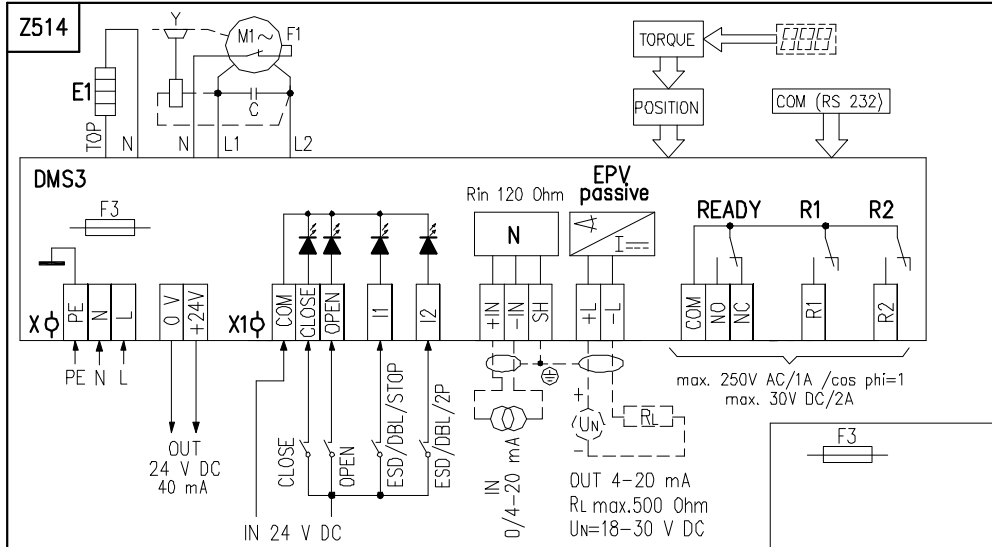 Z514
Y
M1~
F1
E1
C
TOP
N
N
L1
L2
TORQUE
POSITION
COM (RS 232)
DMS3
F3
Rin 120 Ohm
EPV
passive
N
I
READY
R1
R2
X
PE
N
L
0 V
+24V
X1
COM
CLOSE
OPEN
I1
I2
+IN
-IN
SH
+L
-L
COM
NO
NC
R1
R2
PE N L
OUT
24 V DC
40 mA
CLOSE
OPEN
ESD/DBL/STOP
ESD/DBL/2P
IN 24 V DC
IN
0/4-20 mA
+
UN
-
RL
OUT 4-20 mA
RL max.500 Ohm
UN=18-30 V DC
max. 250V AC/1A /cos phi=1
max. 30V DC/2A
F3